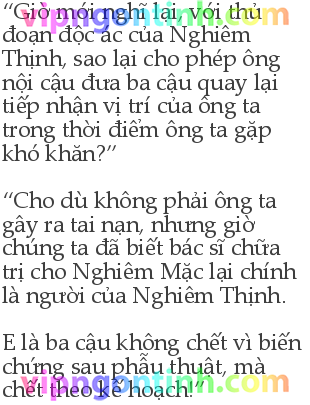 “Giờ mới nghĩ lại, với thủ
đoạn độc ác của Nghiêm
Thịnh, sao lại cho phép ông
nội cậu đưa ba cậu quay lại
tiếp nhận vị trí của ông ta
trong thời điểm ông ta gặp
khó khăn?”
“Cho dù không phải ông ta
gây ra tai nạn, nhưng giờ
chúng ta đã biết bác sĩ chữa
trị cho Nghiêm Mặc lại chính
là người của Nghiêm Thịnh.
E là ba cậu không chết vì biến
chứng sau phẫu thuật, mà
chết theo kế hoạch!”
vipngontinh.com
vipngontinh.com